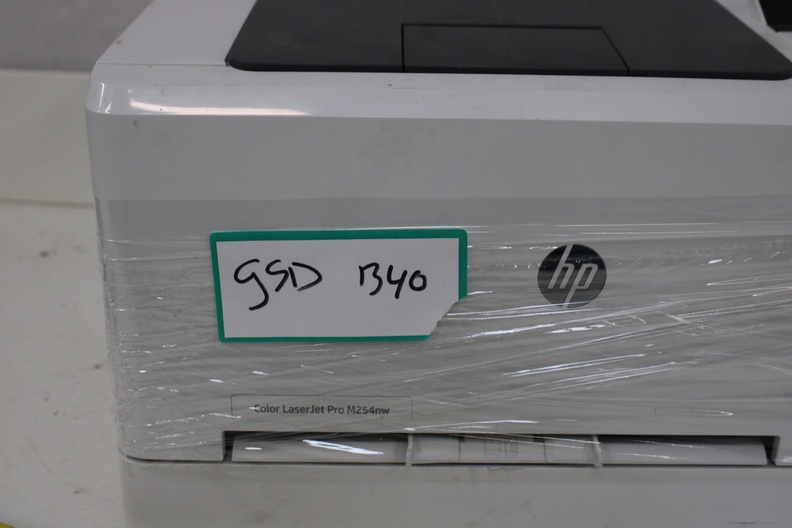 gSD B40
hp
Color LaserJet Pro M254nw